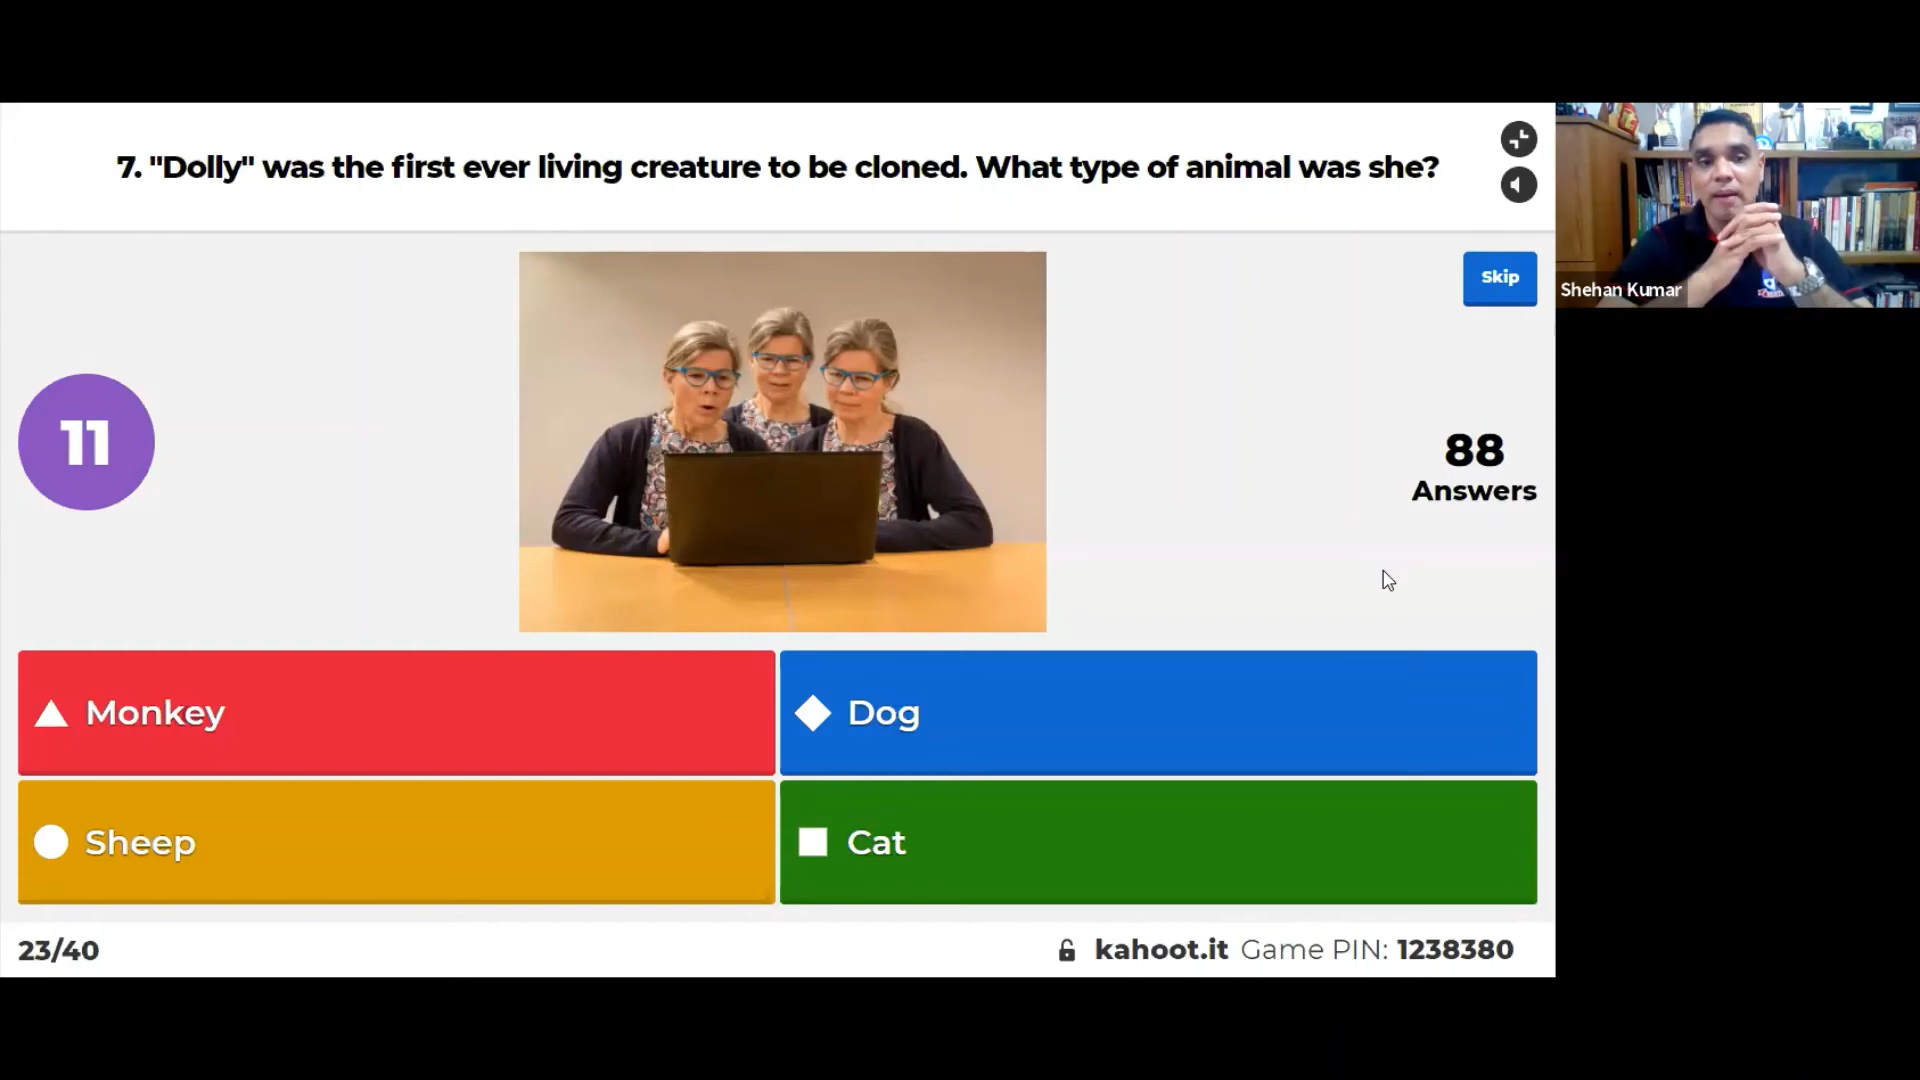 7. "Dolly" was the first ever living creature to be cloned. What type of animal was she?
Skip
Shehan Kumar
11
88
Answers
Monkey
Dog
Sheep
Cat
23/40
kahoot.it Game PIN: 1238380